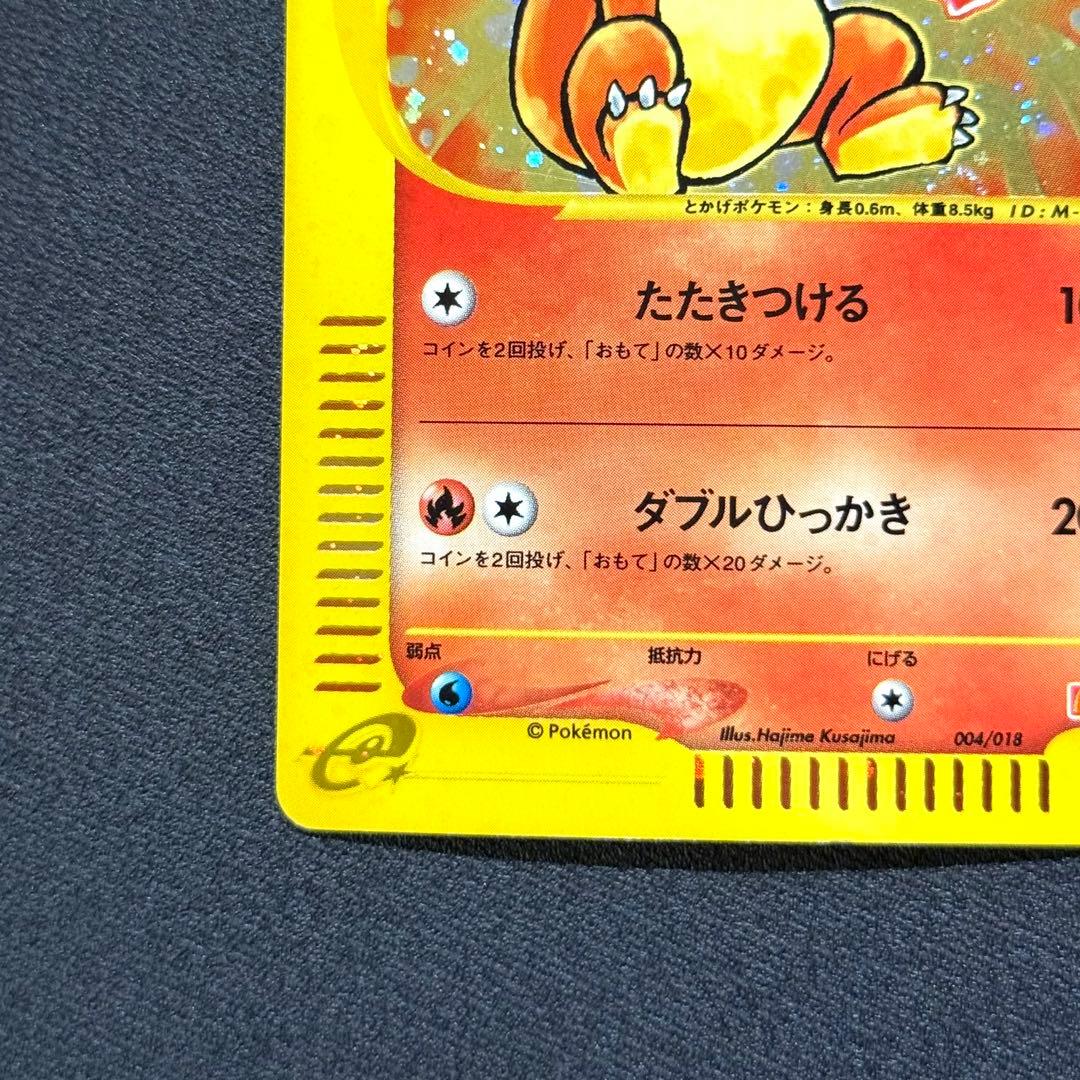 とかげポケモン：身長0.6m、体重8.5kg ID：M-
たたきつける
コインを2回投げ、「おもて」の数×10ダメージ。
ダブルひっかき
コインを2回投げ、「おもて」の数×20ダメージ。
弱点 抵抗力 にげる
© Pokémon Illus.Hajime Kusajima 004/018
e